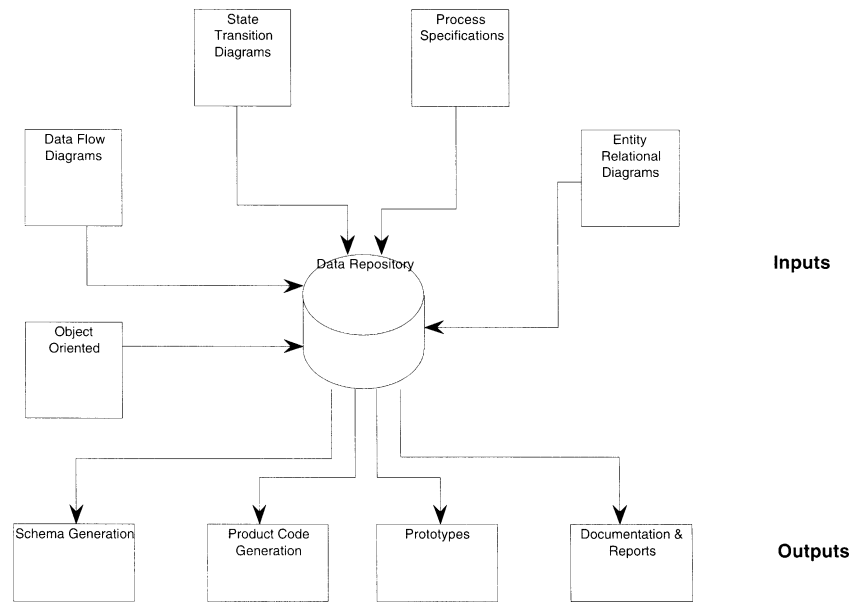 State
Transition
Diagrams
Process
Specifications
Data Flow
Diagrams
Entity
Relational
Diagrams
Data Repository
Inputs
Object
Oriented
Schema Generation
Product Code
Generation
Prototypes
Documentation &
Reports
Outputs